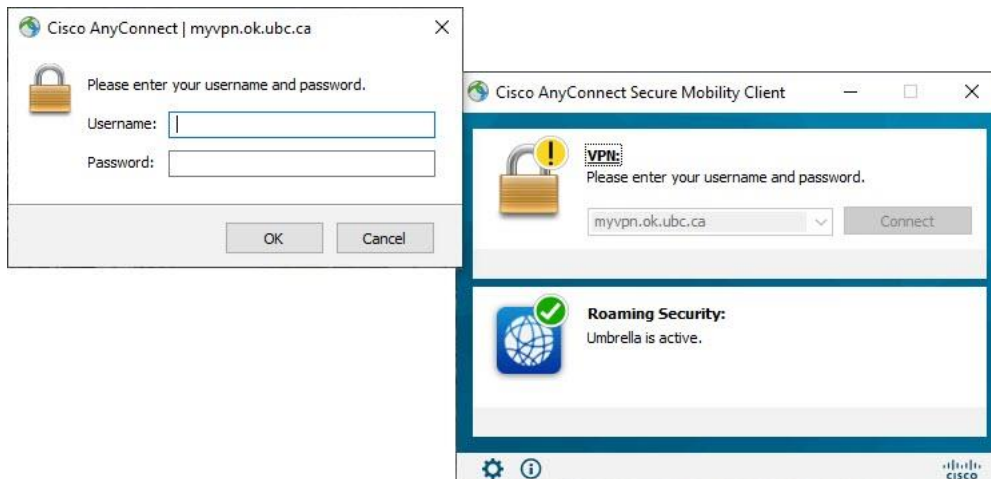 Cisco AnyConnect | myvpn.ok.ubc.ca
Please enter your username and password.
Username:
Password:
OK
Cancel
Cisco AnyConnect Secure Mobility Client
VPN:
Please enter your username and password.
myvpn.ok.ubc.ca
Connect
Roaming Security:
Umbrella is active.
CISCO